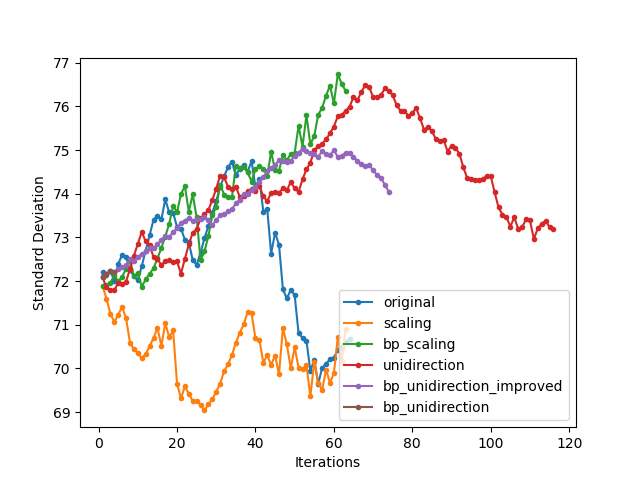 77
76
75
74
73
72
71
70
69
Standard Deviation
0
20
40
60
80
100
120
Iterations
original
scaling
bp_scaling
unidirection
bp_unidirection_improved
bp_unidirection